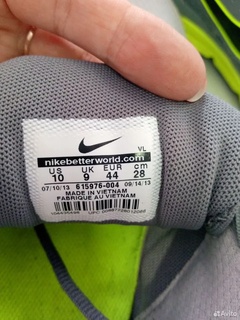 VL
nikebetterworld.com
US UK EUR cm
10 9 44 28
07/10/13 615976-004 09/14/13
MADE IN VIETNAM
FABRIQUE AU VIETNAM
Avito